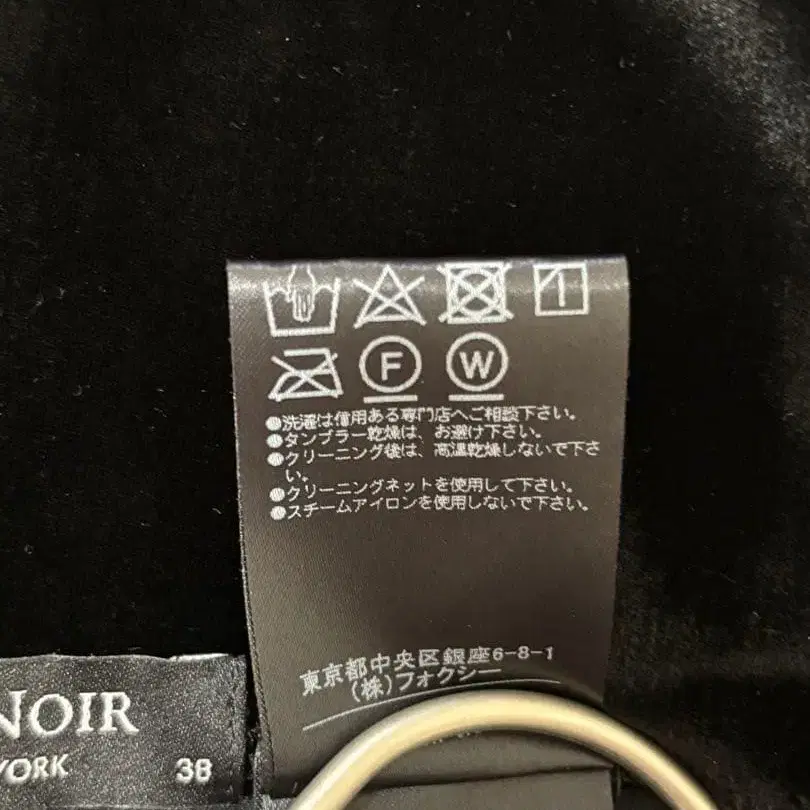 F W
●洗濯は信用ある専門店へご相談下さい。
●タンブラー乾燥は、お避け下さい。
●クリーニング後は、高温乾燥しないで下さ
い。
●クリーニングネットを使用して下さい。
●スチームアイロンを使用しないで下さい。
東京都中央区銀座6-8-1
(株)フォクシー
NOIR
YORK 38